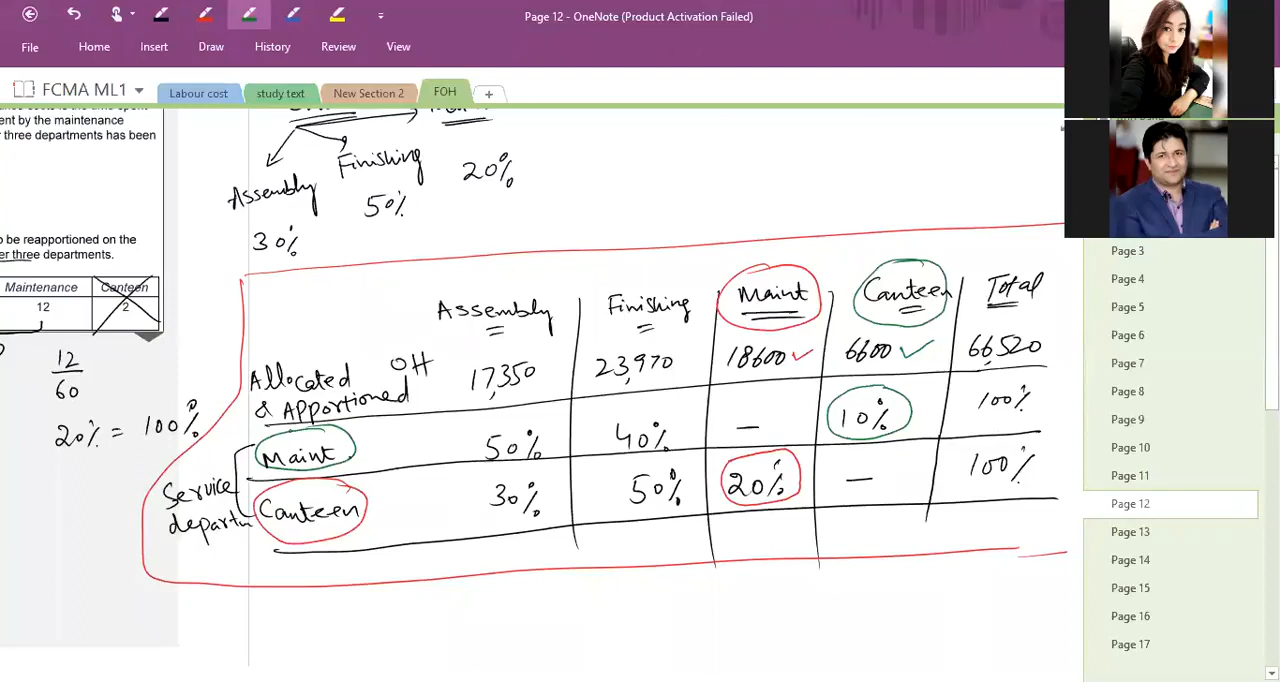 Page 12 - OneNote (Product Activation Failed)
File Home Insert Draw History Review View
FCMA ML1 Labour cost study text New Section 2 FOH +
ent by the maintenance
r three departments has been
Finishing 20%
Assembly 50%
30%
o be reapportioned on the
er three departments.
Maintenance Canteen
12 2
12
60
20% = 100%
Assembly Finishing Maint Canteen Total
Allocated OH 17,350 23,970 18600 ✓ 6600 ✓ 66,520
& Apportioned
Maint 50% 40% — 10% 100%
Service
departm
Canteen 30% 50% 20% — 100%
Page 3
Page 4
Page 5
Page 6
Page 7
Page 8
Page 9
Page 10
Page 11
Page 12
Page 13
Page 14
Page 15
Page 16
Page 17